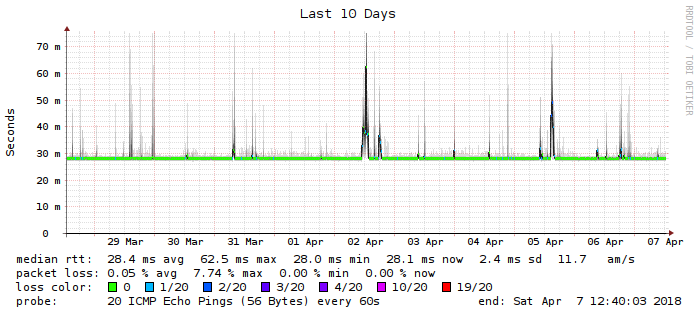 Last 10 Days
RRDTOOL / TOBI OETIKER
Seconds
70 m
60 m
50 m
40 m
30 m
20 m
10 m
0
29 Mar 30 Mar 31 Mar 01 Apr 02 Apr 03 Apr 04 Apr 05 Apr 06 Apr 07 Apr
median rtt: 28.4 ms avg 62.5 ms max 28.0 ms min 28.1 ms now 2.4 ms sd 11.7 am/s
packet loss: 0.05 % avg 7.74 % max 0.00 % min 0.00 % now
loss color: 0 1/20 2/20 3/20 4/20 10/20 19/20
probe: 20 ICMP Echo Pings (56 Bytes) every 60s end: Sat Apr 7 12:40:03 2018